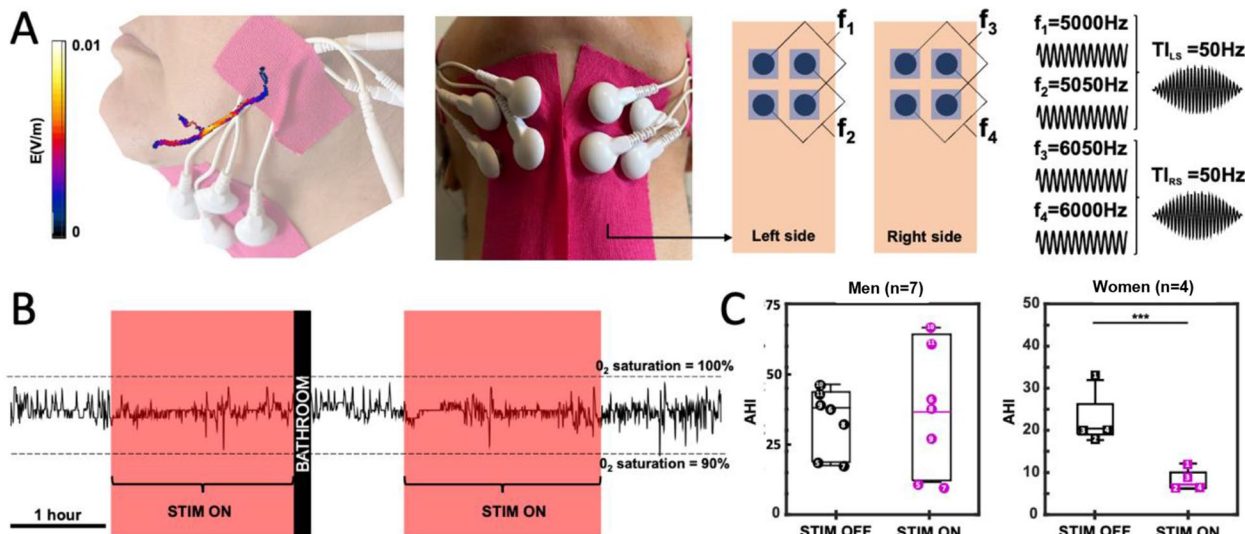 A
0.01
E(V/m)
0
f1
f2
Left side
f3
f4
Right side
f1=5000Hz
f2=5050Hz
TILS =50Hz
f3=6050Hz
f4=6000Hz
TIRS =50Hz
B
02 saturation = 100%
BATHROOM
02 saturation = 90%
STIM ON
STIM ON
1 hour
C
Men (n=7)
75
50
25
0
AHI
STIM OFF
STIM ON
Women (n=4)
50
40
30
20
10
0
AHI
***
STIM OFF
STIM ON